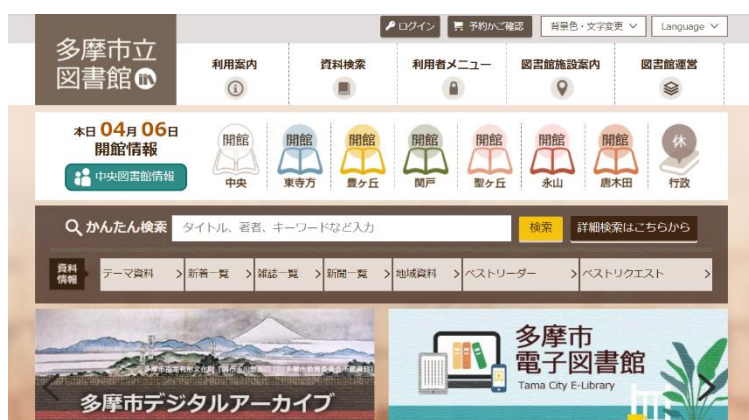 ログイン
予約かご確認
背景色・文字変更
Language
多摩市立
図書館
利用案内
資料検索
利用者メニュー
図書館施設案内
図書館運営
本日 04月 06日
開館情報
中央図書館情報
開館
中央
開館
東寺方
開館
豊ヶ丘
開館
関戸
開館
聖ヶ丘
開館
永山
開館
唐木田
休
行政
かんたん検索
タイトル、著者、キーワードなど入力
検索
詳細検索はこちらから
資料
情報
テーマ資料
新着一覧
雑誌一覧
新聞一覧
地域資料
ベストリーダー
ベストリクエスト
多摩市デジタルアーカイブ
多摩市
電子図書館
Tama City E-Library